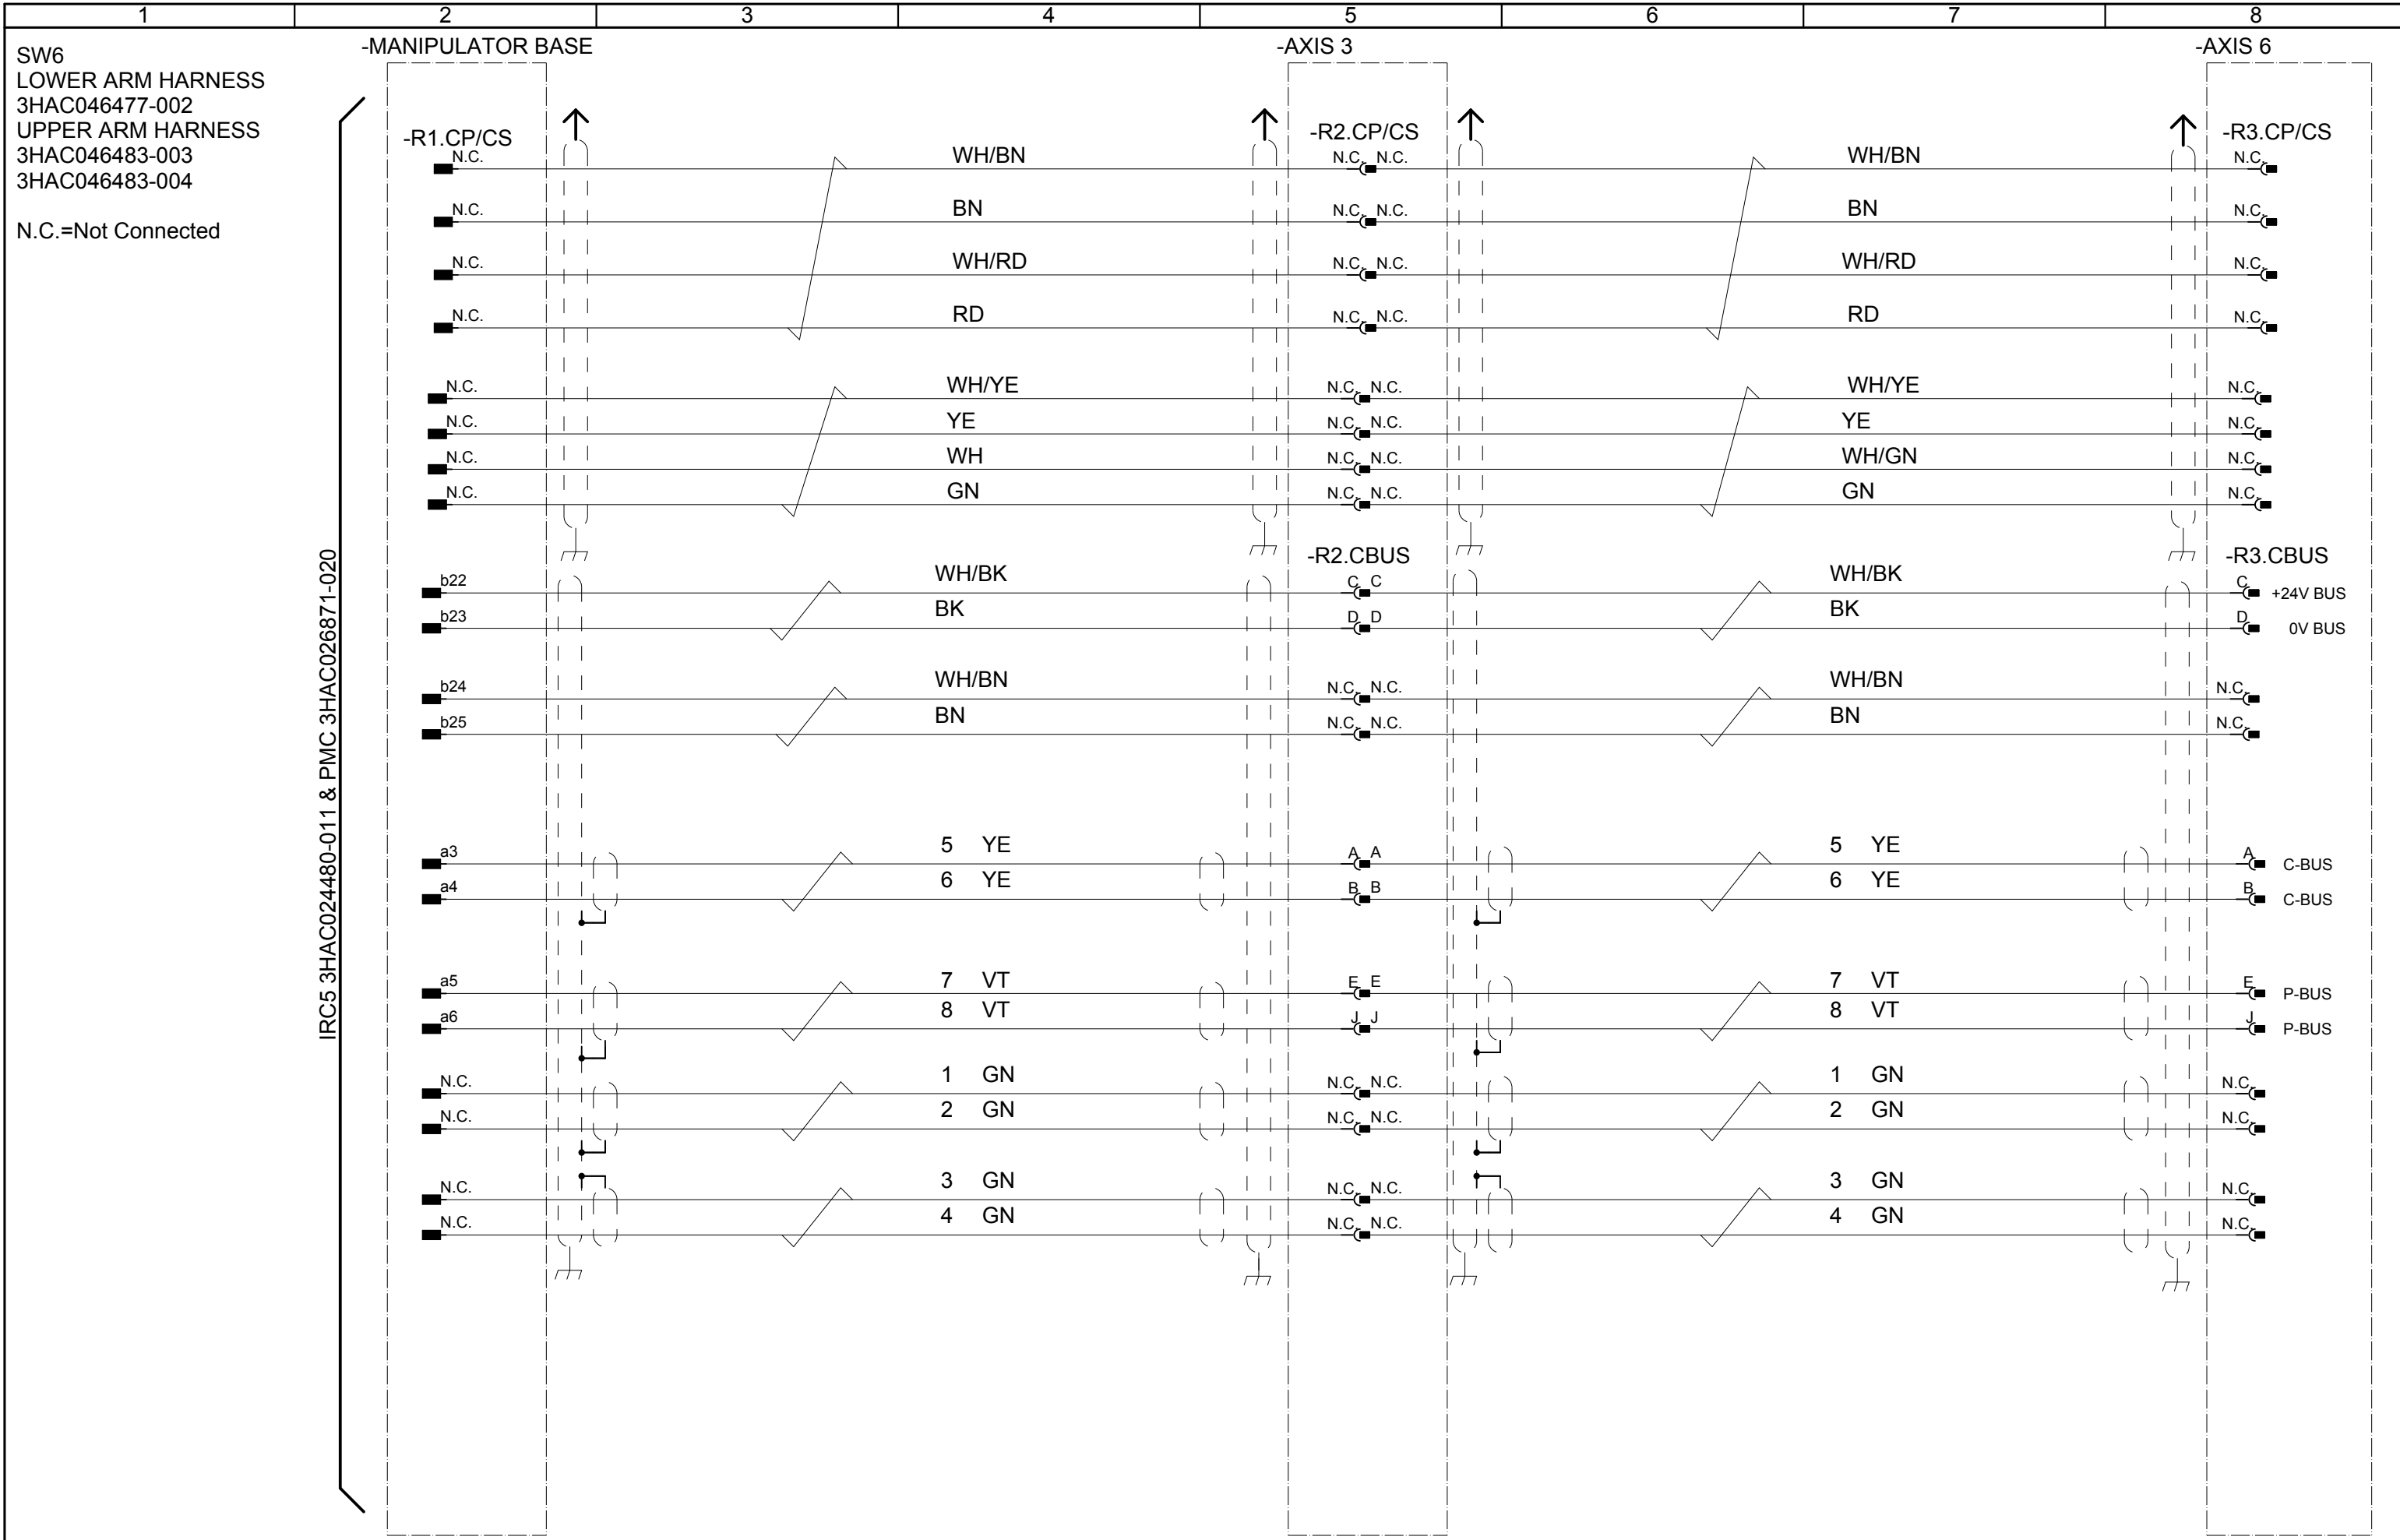 1 2 3 4 5 6 7 8
-MANIPULATOR BASE -AXIS 3 -AXIS 6
SW6
LOWER ARM HARNESS
3HAC046477-002
UPPER ARM HARNESS
3HAC046483-003
3HAC046483-004
N.C.=Not Connected
IRC5 3HAC024480-011 & PMC 3HAC026871-020
-R1.CP/CS -R2.CP/CS -R3.CP/CS
N.C. WH/BN N.C. N.C. WH/BN N.C.
N.C. BN N.C. N.C. BN N.C.
N.C. WH/RD N.C. N.C. WH/RD N.C.
N.C. RD N.C. N.C. RD N.C.
N.C. WH/YE N.C. N.C. WH/YE N.C.
N.C. YE N.C. N.C. YE N.C.
N.C. WH N.C. N.C. WH/GN N.C.
N.C. GN N.C. N.C. GN N.C.
-R2.CBUS -R3.CBUS
b22 WH/BK C C WH/BK C +24V BUS
b23 BK D D BK D 0V BUS
b24 WH/BN N.C. N.C. WH/BN N.C.
b25 BN N.C. N.C. BN N.C.
a3 5 YE A A 5 YE A C-BUS
a4 6 YE B B 6 YE B C-BUS
a5 7 VT E E 7 VT E P-BUS
a6 8 VT J J 8 VT J P-BUS
N.C. 1 GN N.C. N.C. 1 GN N.C.
N.C. 2 GN N.C. N.C. 2 GN N.C.
N.C. 3 GN N.C. N.C. 3 GN N.C.
N.C. 4 GN N.C. N.C. 4 GN N.C.